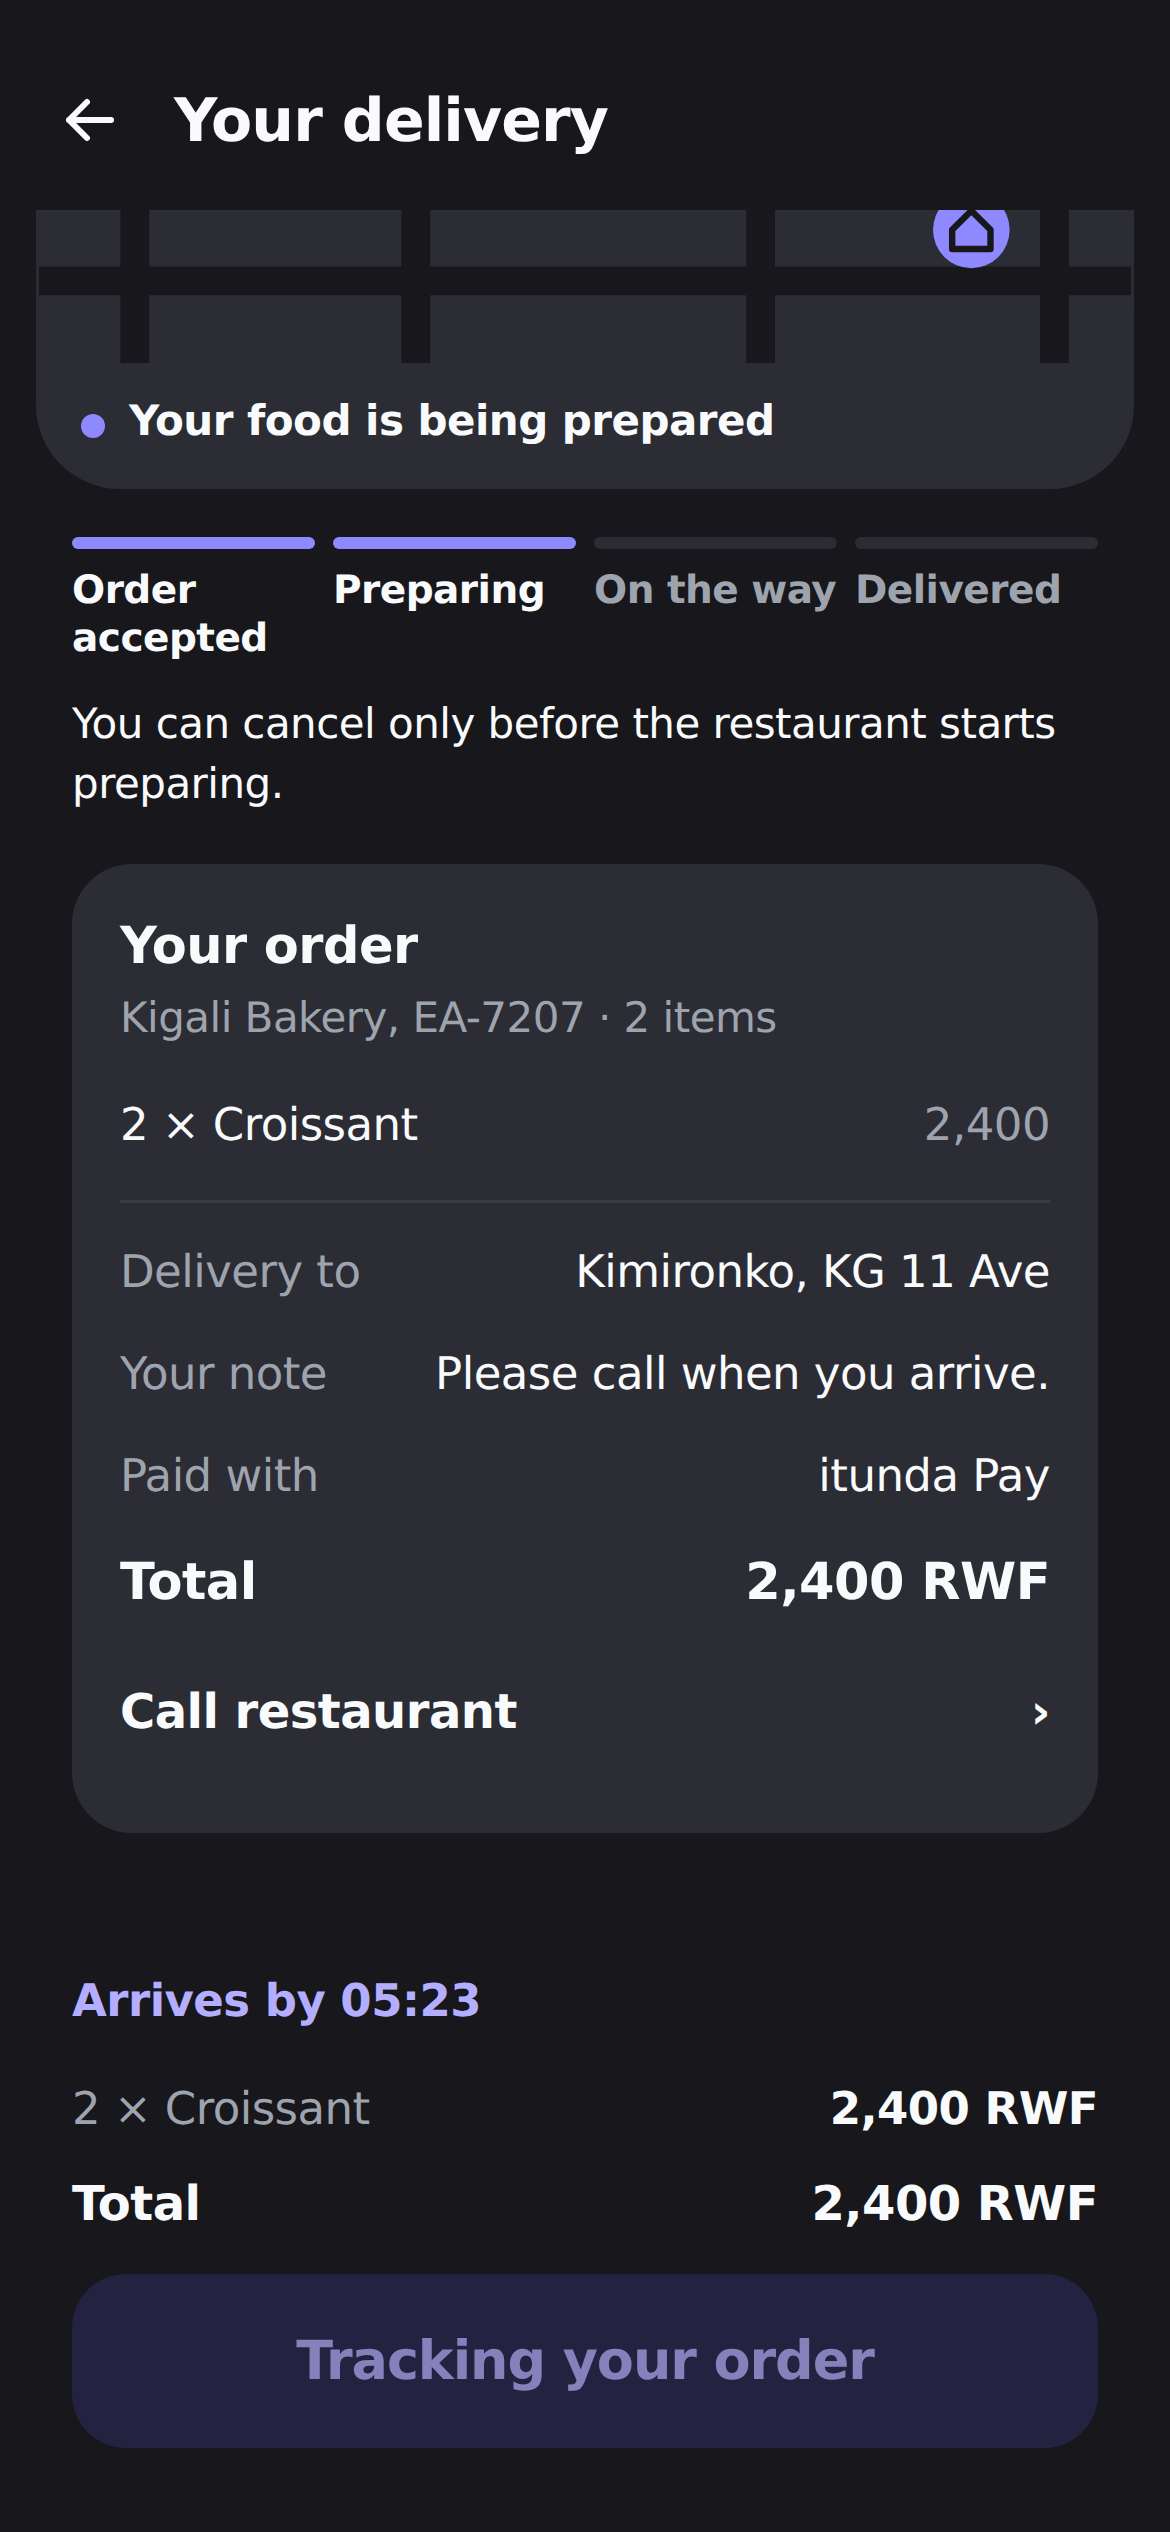 Your delivery
Your food is being prepared
Order accepted
Preparing
On the way
Delivered
You can cancel only before the restaurant starts
preparing.
Your order
Kigali Bakery, EA-7207 · 2 items
2 × Croissant 2,400
Delivery to Kimironko, KG 11 Ave
Your note Please call when you arrive.
Paid with itunda Pay
Total 2,400 RWF
Call restaurant ›
Arrives by 05:23
2 × Croissant 2,400 RWF
Total 2,400 RWF
Tracking your order